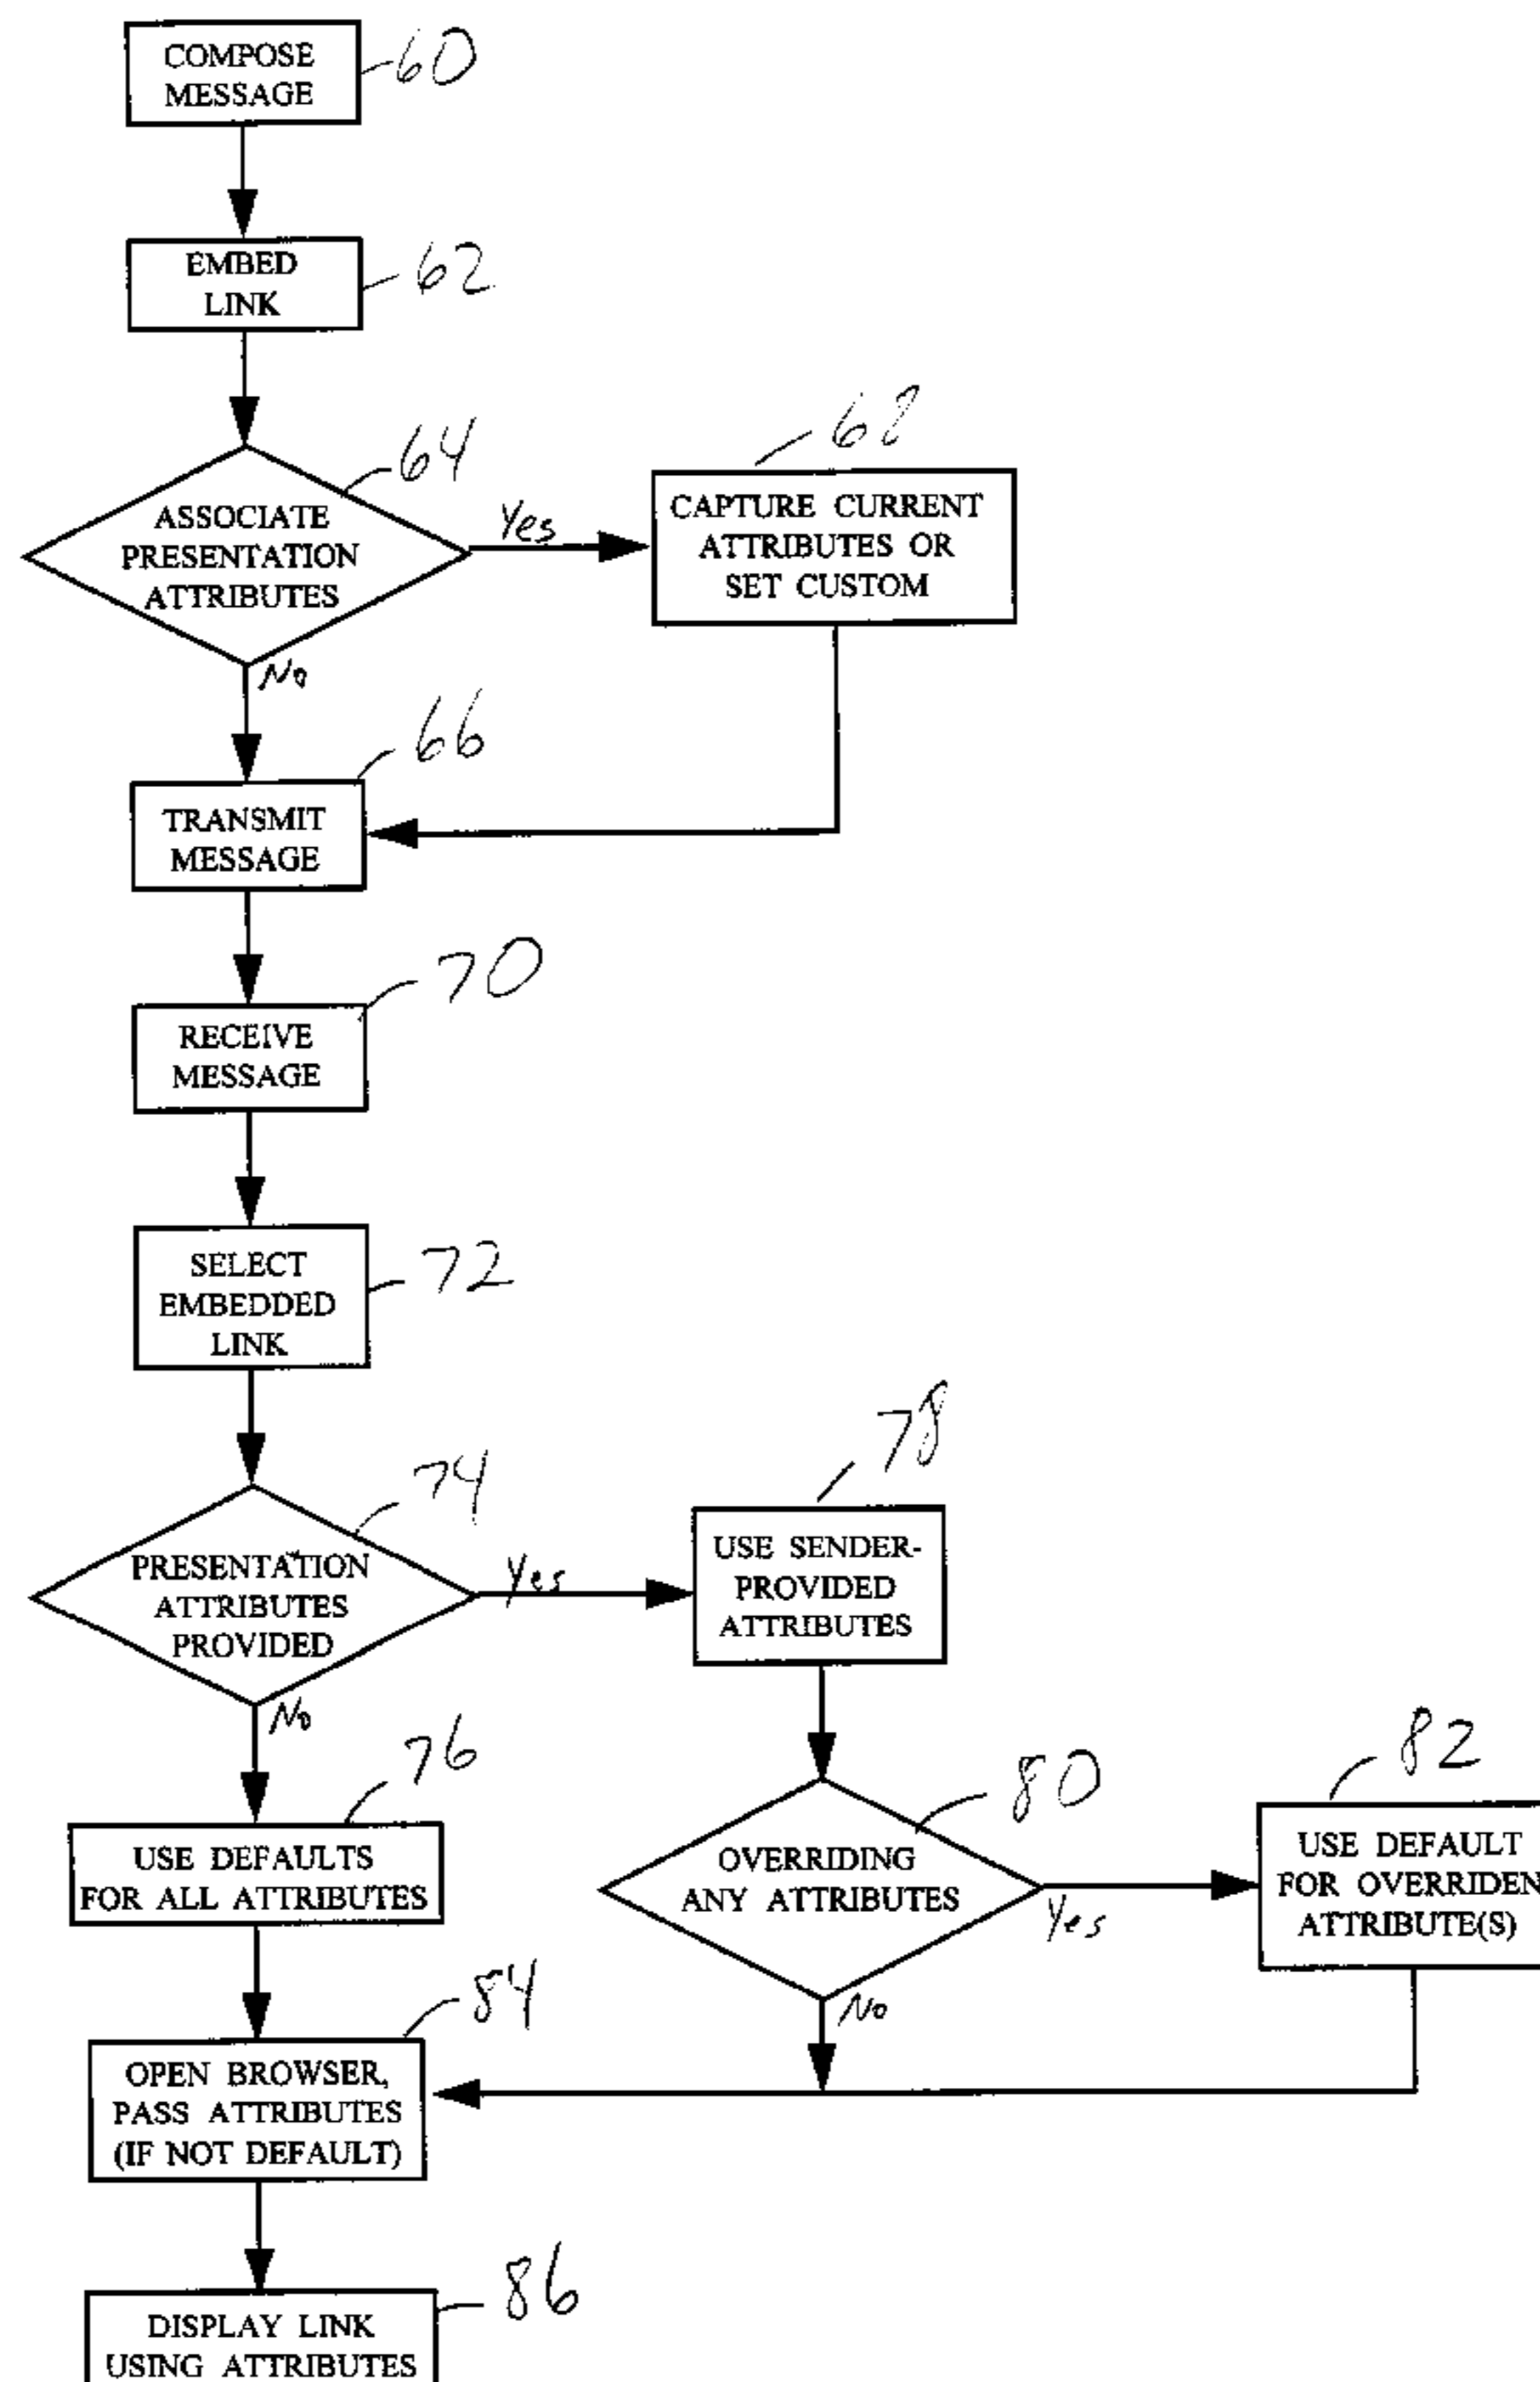 COMPOSE
MESSAGE
60
EMBED
LINK
62
64
ASSOCIATE
PRESENTATION
ATTRIBUTES
Yes
No
68
CAPTURE CURRENT
ATTRIBUTES OR
SET CUSTOM
66
TRANSMIT
MESSAGE
70
RECEIVE
MESSAGE
SELECT
EMBEDDED
LINK
72
74
PRESENTATION
ATTRIBUTES
PROVIDED
Yes
No
78
USE SENDER-
PROVIDED
ATTRIBUTES
76
USE DEFAULTS
FOR ALL ATTRIBUTES
80
OVERRIDING
ANY ATTRIBUTES
Yes
No
82
USE DEFAULT
FOR OVERRIDEN
ATTRIBUTE(S)
84
OPEN BROWSER,
PASS ATTRIBUTES
(IF NOT DEFAULT)
86
DISPLAY LINK
USING ATTRIBUTES